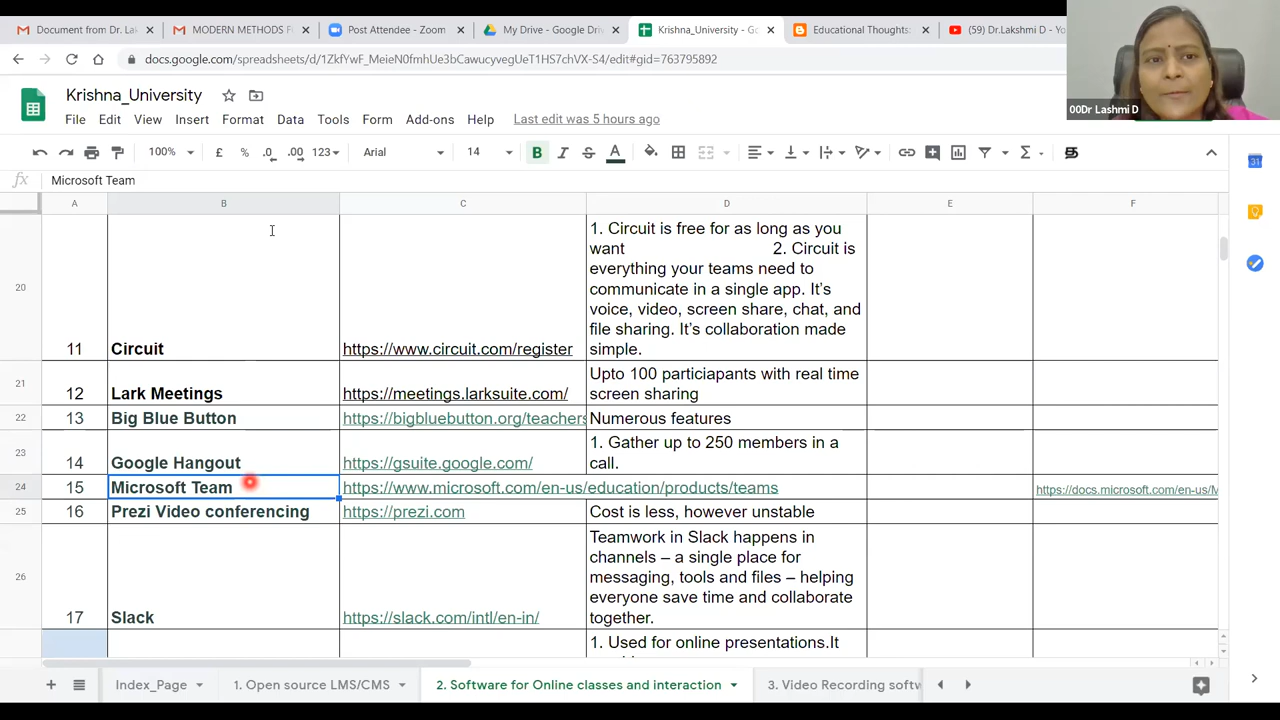 Document from Dr. Lak
MODERN METHODS F
Post Attendee - Zoom
My Drive - Google Driv
Krishna_University - Go
Educational Thoughts:
(59) Dr.Lakshmi D - Yo
docs.google.com/spreadsheets/d/1ZkfYwF_MeieN0fmhUe3bCawucyvegUeT1HS7chVX-S4/edit#gid=763795892
00Dr Lashmi D
Krishna_University
File Edit View Insert Format Data Tools Form Add-ons Help Last edit was 5 hours ago
100% £ % .0 .00 123 Arial 14 B I S A
fx Microsoft Team
A B C D E F
20
11 Circuit https://www.circuit.com/register
1. Circuit is free for as long as you
want 2. Circuit is
everything your teams need to
communicate in a single app. It’s
voice, video, screen share, chat, and
file sharing. It’s collaboration made
simple.
21
12 Lark Meetings https://meetings.larksuite.com/
Upto 100 particiapants with real time
screen sharing
22 13 Big Blue Button https://bigbluebutton.org/teachers Numerous features
23
14 Google Hangout https://gsuite.google.com/
1. Gather up to 250 members in a
call.
24 15 Microsoft Team https://www.microsoft.com/en-us/education/products/teams https://docs.microsoft.com/en-us/M
25 16 Prezi Video conferencing https://prezi.com Cost is less, however unstable
26
17 Slack https://slack.com/intl/en-in/
Teamwork in Slack happens in
channels – a single place for
messaging, tools and files – helping
everyone save time and collaborate
together.
1. Used for online presentations.It
Index_Page 1. Open source LMS/CMS 2. Software for Online classes and interaction 3. Video Recording softw
31